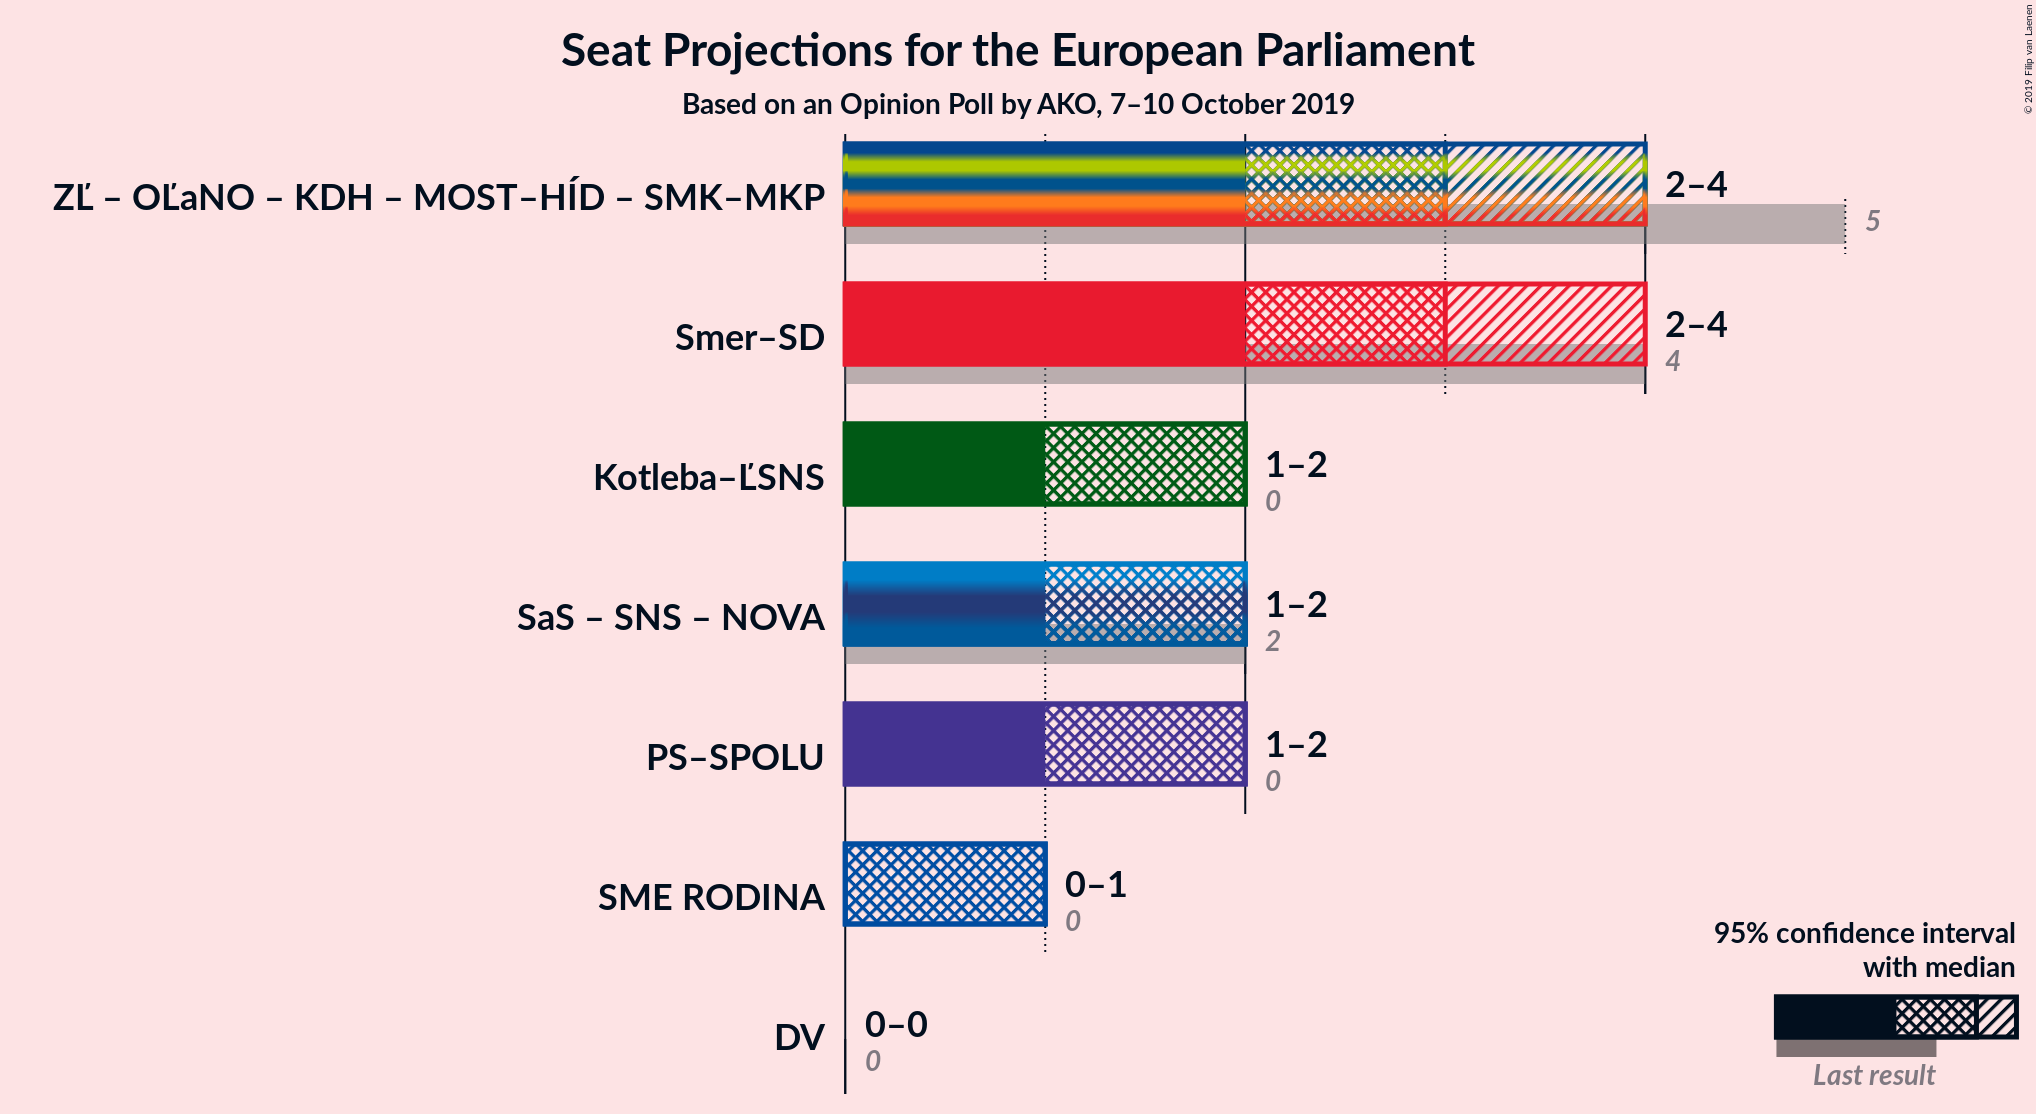 Seat Projections for the European Parliament
Based on an Opinion Poll by AKO, 7–10 October 2019
© 2019 Filip van Laenen
ZĽ – OĽaNO – KDH – MOST–HÍD – SMK–MKP
2–4
5
Smer–SD
2–4
4
Kotleba–ĽSNS
1–2
0
SaS – SNS – NOVA
1–2
2
PS–SPOLU
1–2
0
SME RODINA
0–1
0
DV
0–0
0
95% confidence interval
with median
Last result